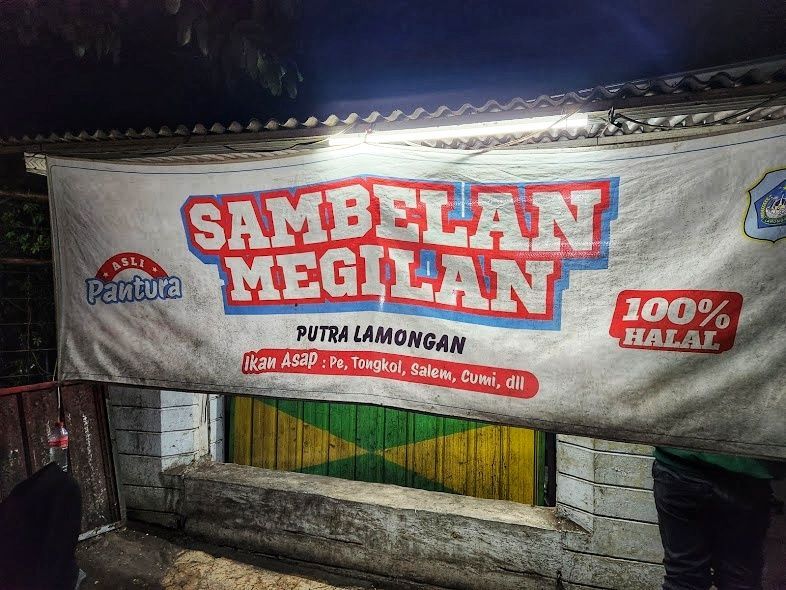 SAMBELAN
MEGILAN
ASLI
Pantura
PUTRA LAMONGAN
Ikan Asap : Pe, Tongkol, Salem, Cumi, dll
100%
HALAL